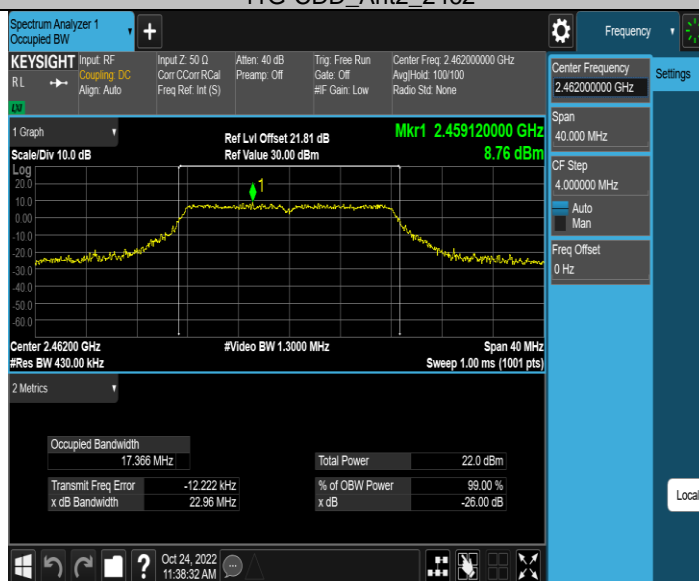 11G-CDD_Ant2_2462
Spectrum Analyzer 1
Occupied BW
+
Frequency
KEYSIGHT Input: RF
RL Coupling: DC
Align: Auto
Input Z: 50 Ω
Corr CCorr RCal
Freq Ref: Int (S)
Atten: 40 dB
Preamp: Off
Trig: Free Run
Gate: Off
#IF Gain: Low
Center Freq: 2.462000000 GHz
Avg|Hold: 100/100
Radio Std: None
LXI
Center Frequency
2.462000000 GHz
Settings
Span
40.000 MHz
CF Step
4.000000 MHz
Auto
Man
Freq Offset
0 Hz
1 Graph
Scale/Div 10.0 dB
Ref Lvl Offset 21.81 dB
Ref Value 30.00 dBm
Mkr1 2.459120000 GHz
8.76 dBm
Log
20.0
10.0
0.00
-10.0
-20.0
-30.0
-40.0
-50.0
-60.0
1
Center 2.46200 GHz
#Res BW 430.00 kHz
#Video BW 1.3000 MHz
Span 40 MHz
Sweep 1.00 ms (1001 pts)
2 Metrics
Occupied Bandwidth
17.366 MHz
Total Power 22.0 dBm
Transmit Freq Error -12.222 kHz
% of OBW Power 99.00 %
x dB Bandwidth 22.96 MHz
x dB -26.00 dB
Local
?
Oct 24, 2022
11:38:32 AM